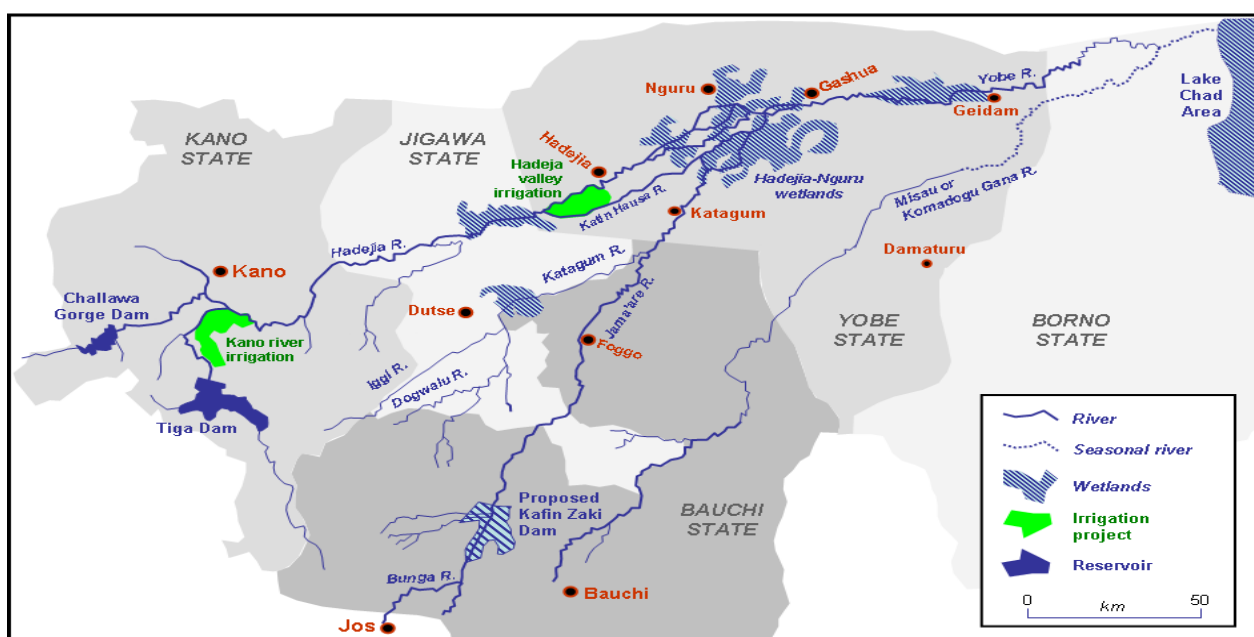 Nguru
Gashua
Yobe R.
Lake
Chad
Area
Geidam
KANO
STATE
JIGAWA
STATE
Hadejia
Hadeja
valley
irrigation
Hadejia-Nguru
wetlands
Katin Hausa R.
Misau or
Komadogu Gana R.
Katagum
Hadejia R.
Kano
Katagum R.
Damaturu
Challawa
Gorge Dam
Dutse
Jama'are R.
YOBE
STATE
BORNO
STATE
Kano river
irrigation
Foggo
Iggi R.
Dogwalu R.
Tiga Dam
River
Seasonal river
Wetlands
Irrigation
project
Reservoir
0
km
50
Proposed
Kafin Zaki
Dam
BAUCHI
STATE
Bunga R.
Bauchi
Jos